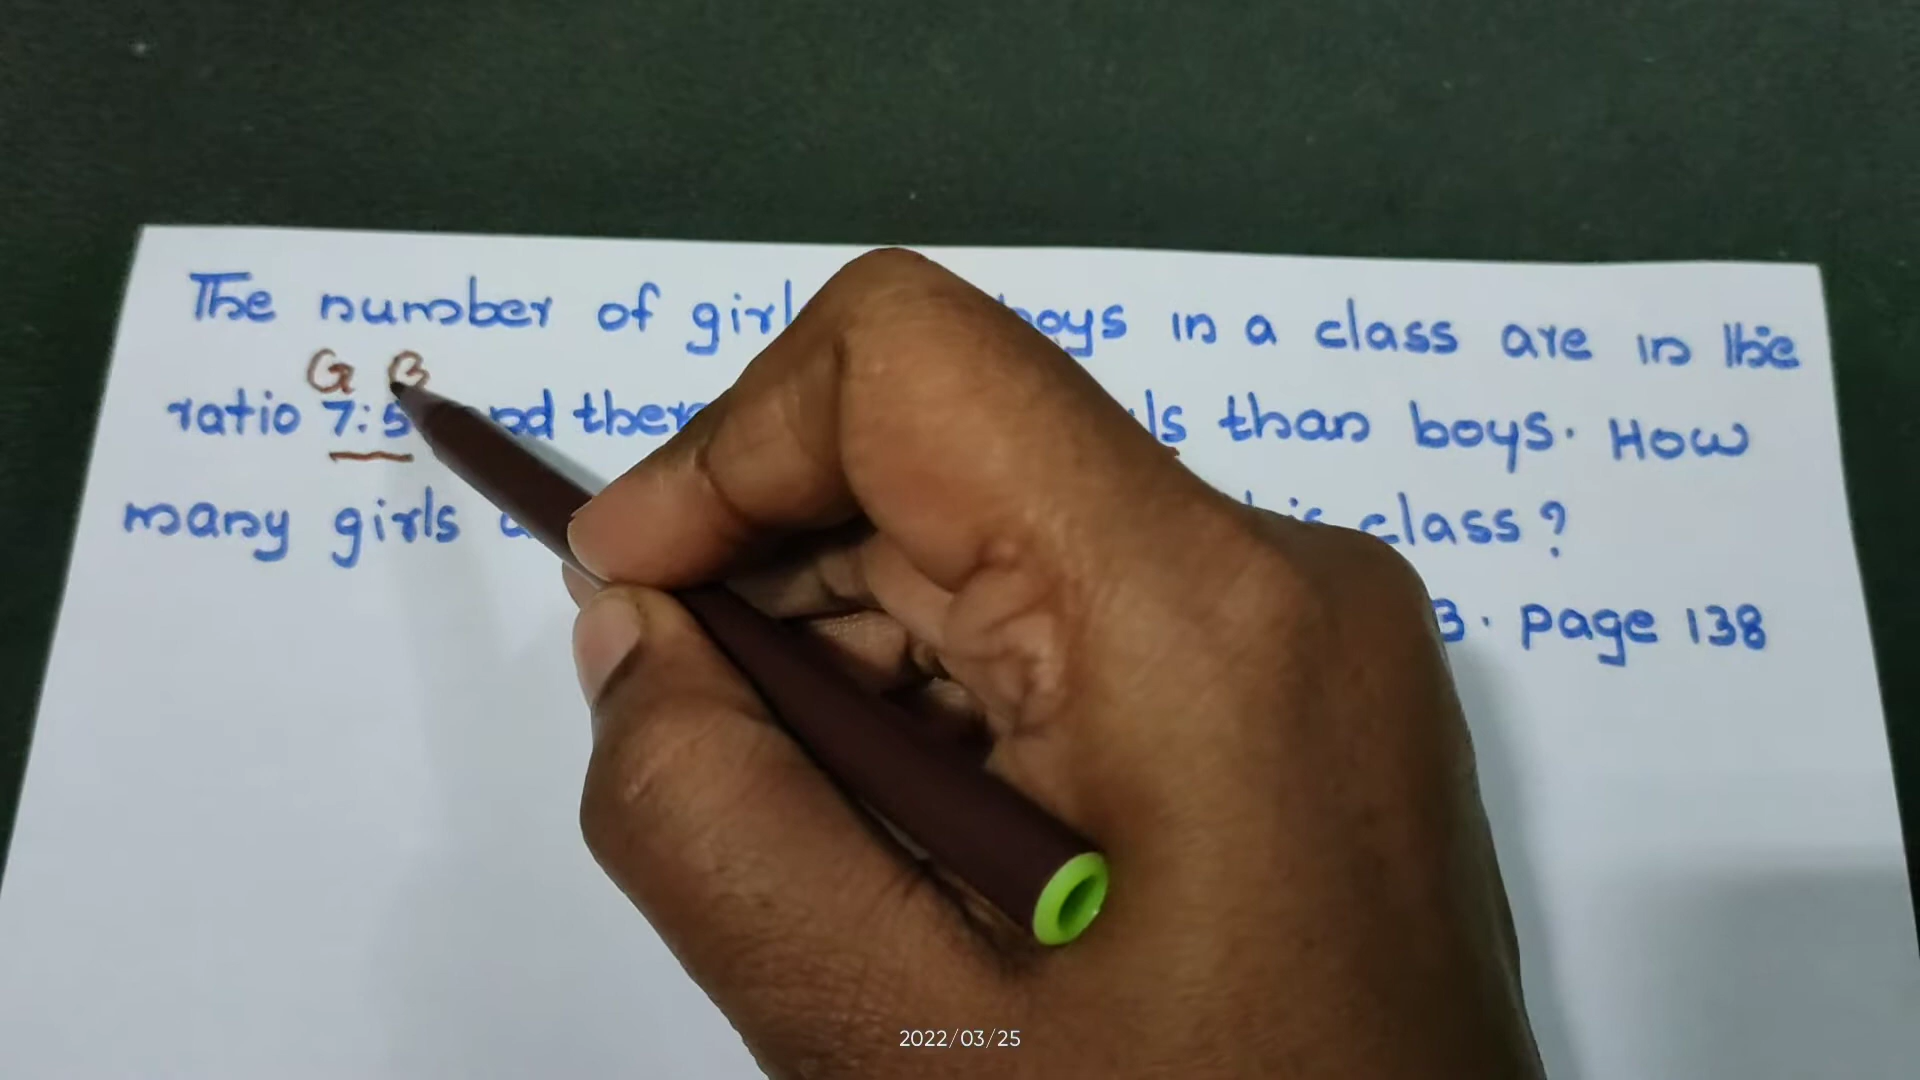 The number of girl boys in a class are in the
G B
ratio 7:5 and ther ls than boys. How
many girls class?
3. page 138
2022/03/25